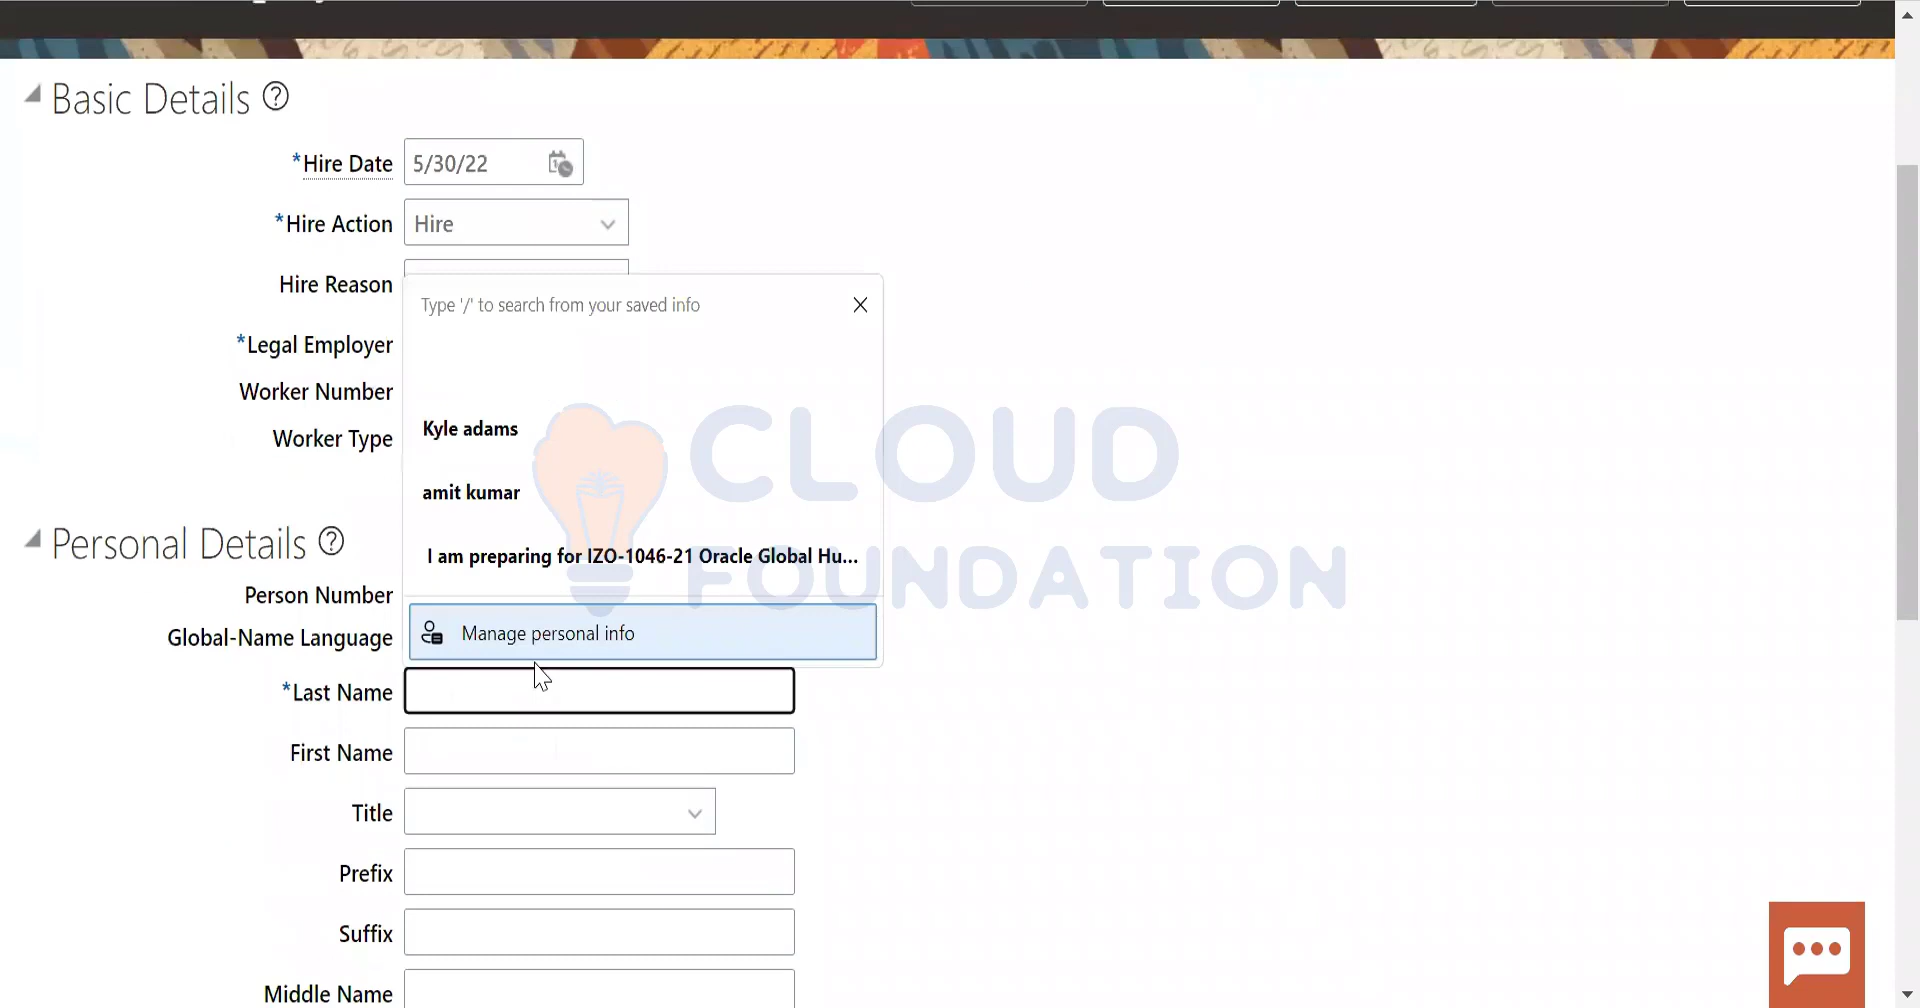 Basic Details ?
*Hire Date 5/30/22
*Hire Action Hire
Hire Reason
Type '/' to search from your saved info
*Legal Employer
Worker Number
Kyle adams
Worker Type
amit kumar
CLOUD
FOUNDATION
Personal Details ?
I am preparing for IZO-1046-21 Oracle Global Hu...
Person Number
Global-Name Language
Manage personal info
*Last Name
First Name
Title
Prefix
Suffix
Middle Name